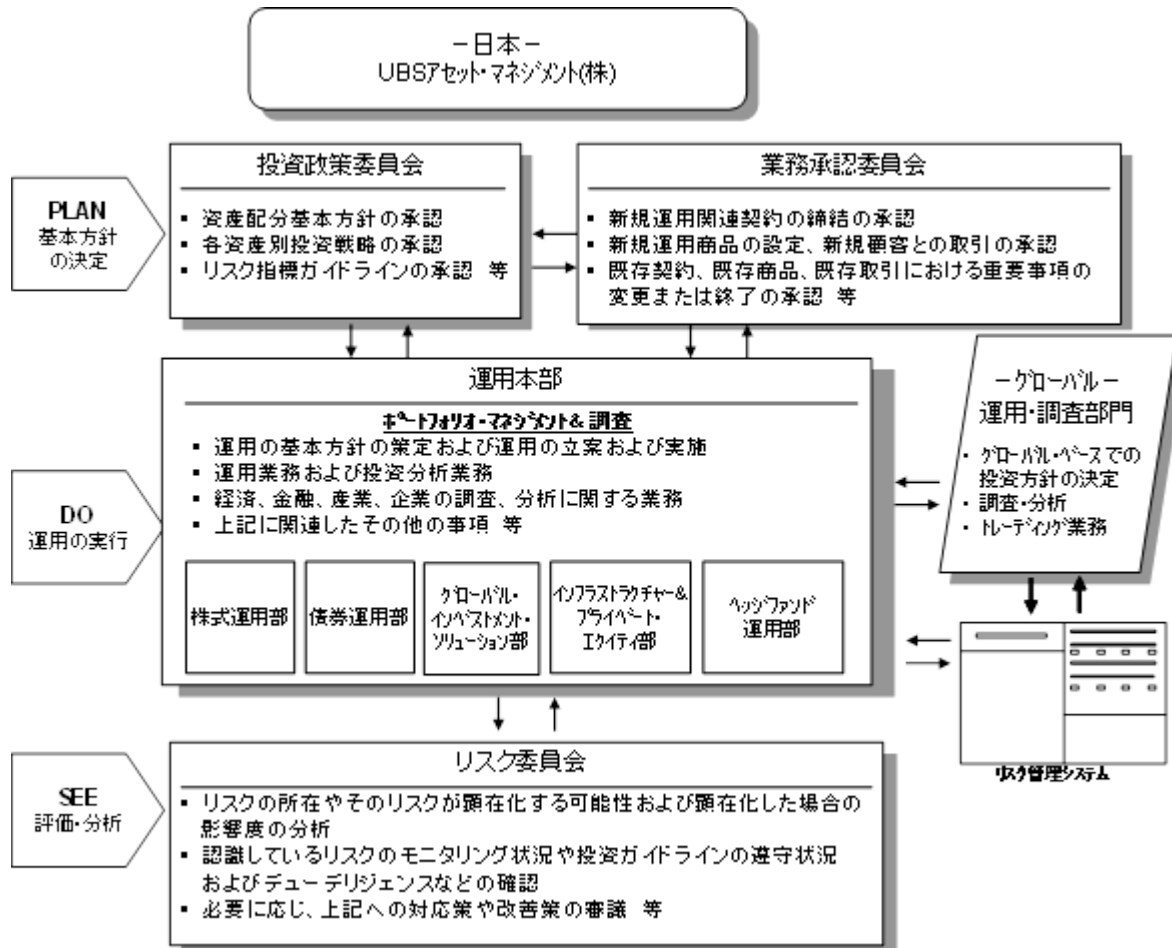 －日本－
UBSｱｾｯﾄ･ﾏﾈｼﾞﾒﾝﾄ(株)
PLAN
基本方針
の決定
投資政策委員会
▪ 資産配分基本方針の承認
▪ 各資産別投資戦略の承認
▪ リスク指標ガイドラインの承認 等
業務承認委員会
▪ 新規運用関連契約の締結の承認
▪ 新規運用商品の設定、新規顧客との取引の承認
▪ 既存契約、既存商品、既存取引における重要事項の
変更または終了の承認 等
DO
運用の実行
運用本部
ﾎﾟｰﾄﾌｫﾘｵ･ﾏﾈｼﾞﾒﾝﾄ& 調査
▪ 運用の基本方針の策定および運用の立案および実施
▪ 運用業務および投資分析業務
▪ 経済、金融、産業、企業の調査、分析に関する業務
▪ 上記に関連したその他の事項 等
株式運用部
債券運用部
ｸﾞﾛｰﾊﾞﾙ･
ｲﾝﾍﾞｽﾄﾒﾝﾄ･
ｿﾘｭｰｼｮﾝ部
ｲﾝﾌﾗｽﾄﾗｸﾁｬｰ&
ﾌﾟﾗｲﾍﾞｰﾄ･
ｴｸｲﾃｨ部
ﾍｯｼﾞﾌｧﾝﾄﾞ
運用部
－ｸﾞﾛｰﾊﾞﾙ－
運用･調査部門
▪ ｸﾞﾛｰﾊﾞﾙ･ﾍﾞｰｽでの
投資方針の決定
▪ 調査･分析
▪ ﾄﾚｰﾃﾞｨﾝｸﾞ業務
ﾘｽｸ管理ｼｽﾃﾑ
SEE
評価･分析
リスク委員会
▪ リスクの所在やそのリスクが顕在化する可能性および顕在化した場合の
影響度の分析
▪ 認識しているリスクのモニタリング状況や投資ガイドラインの遵守状況
およびデューデリジェンスなどの確認
▪ 必要に応じ、上記への対応策や改善策の審議 等